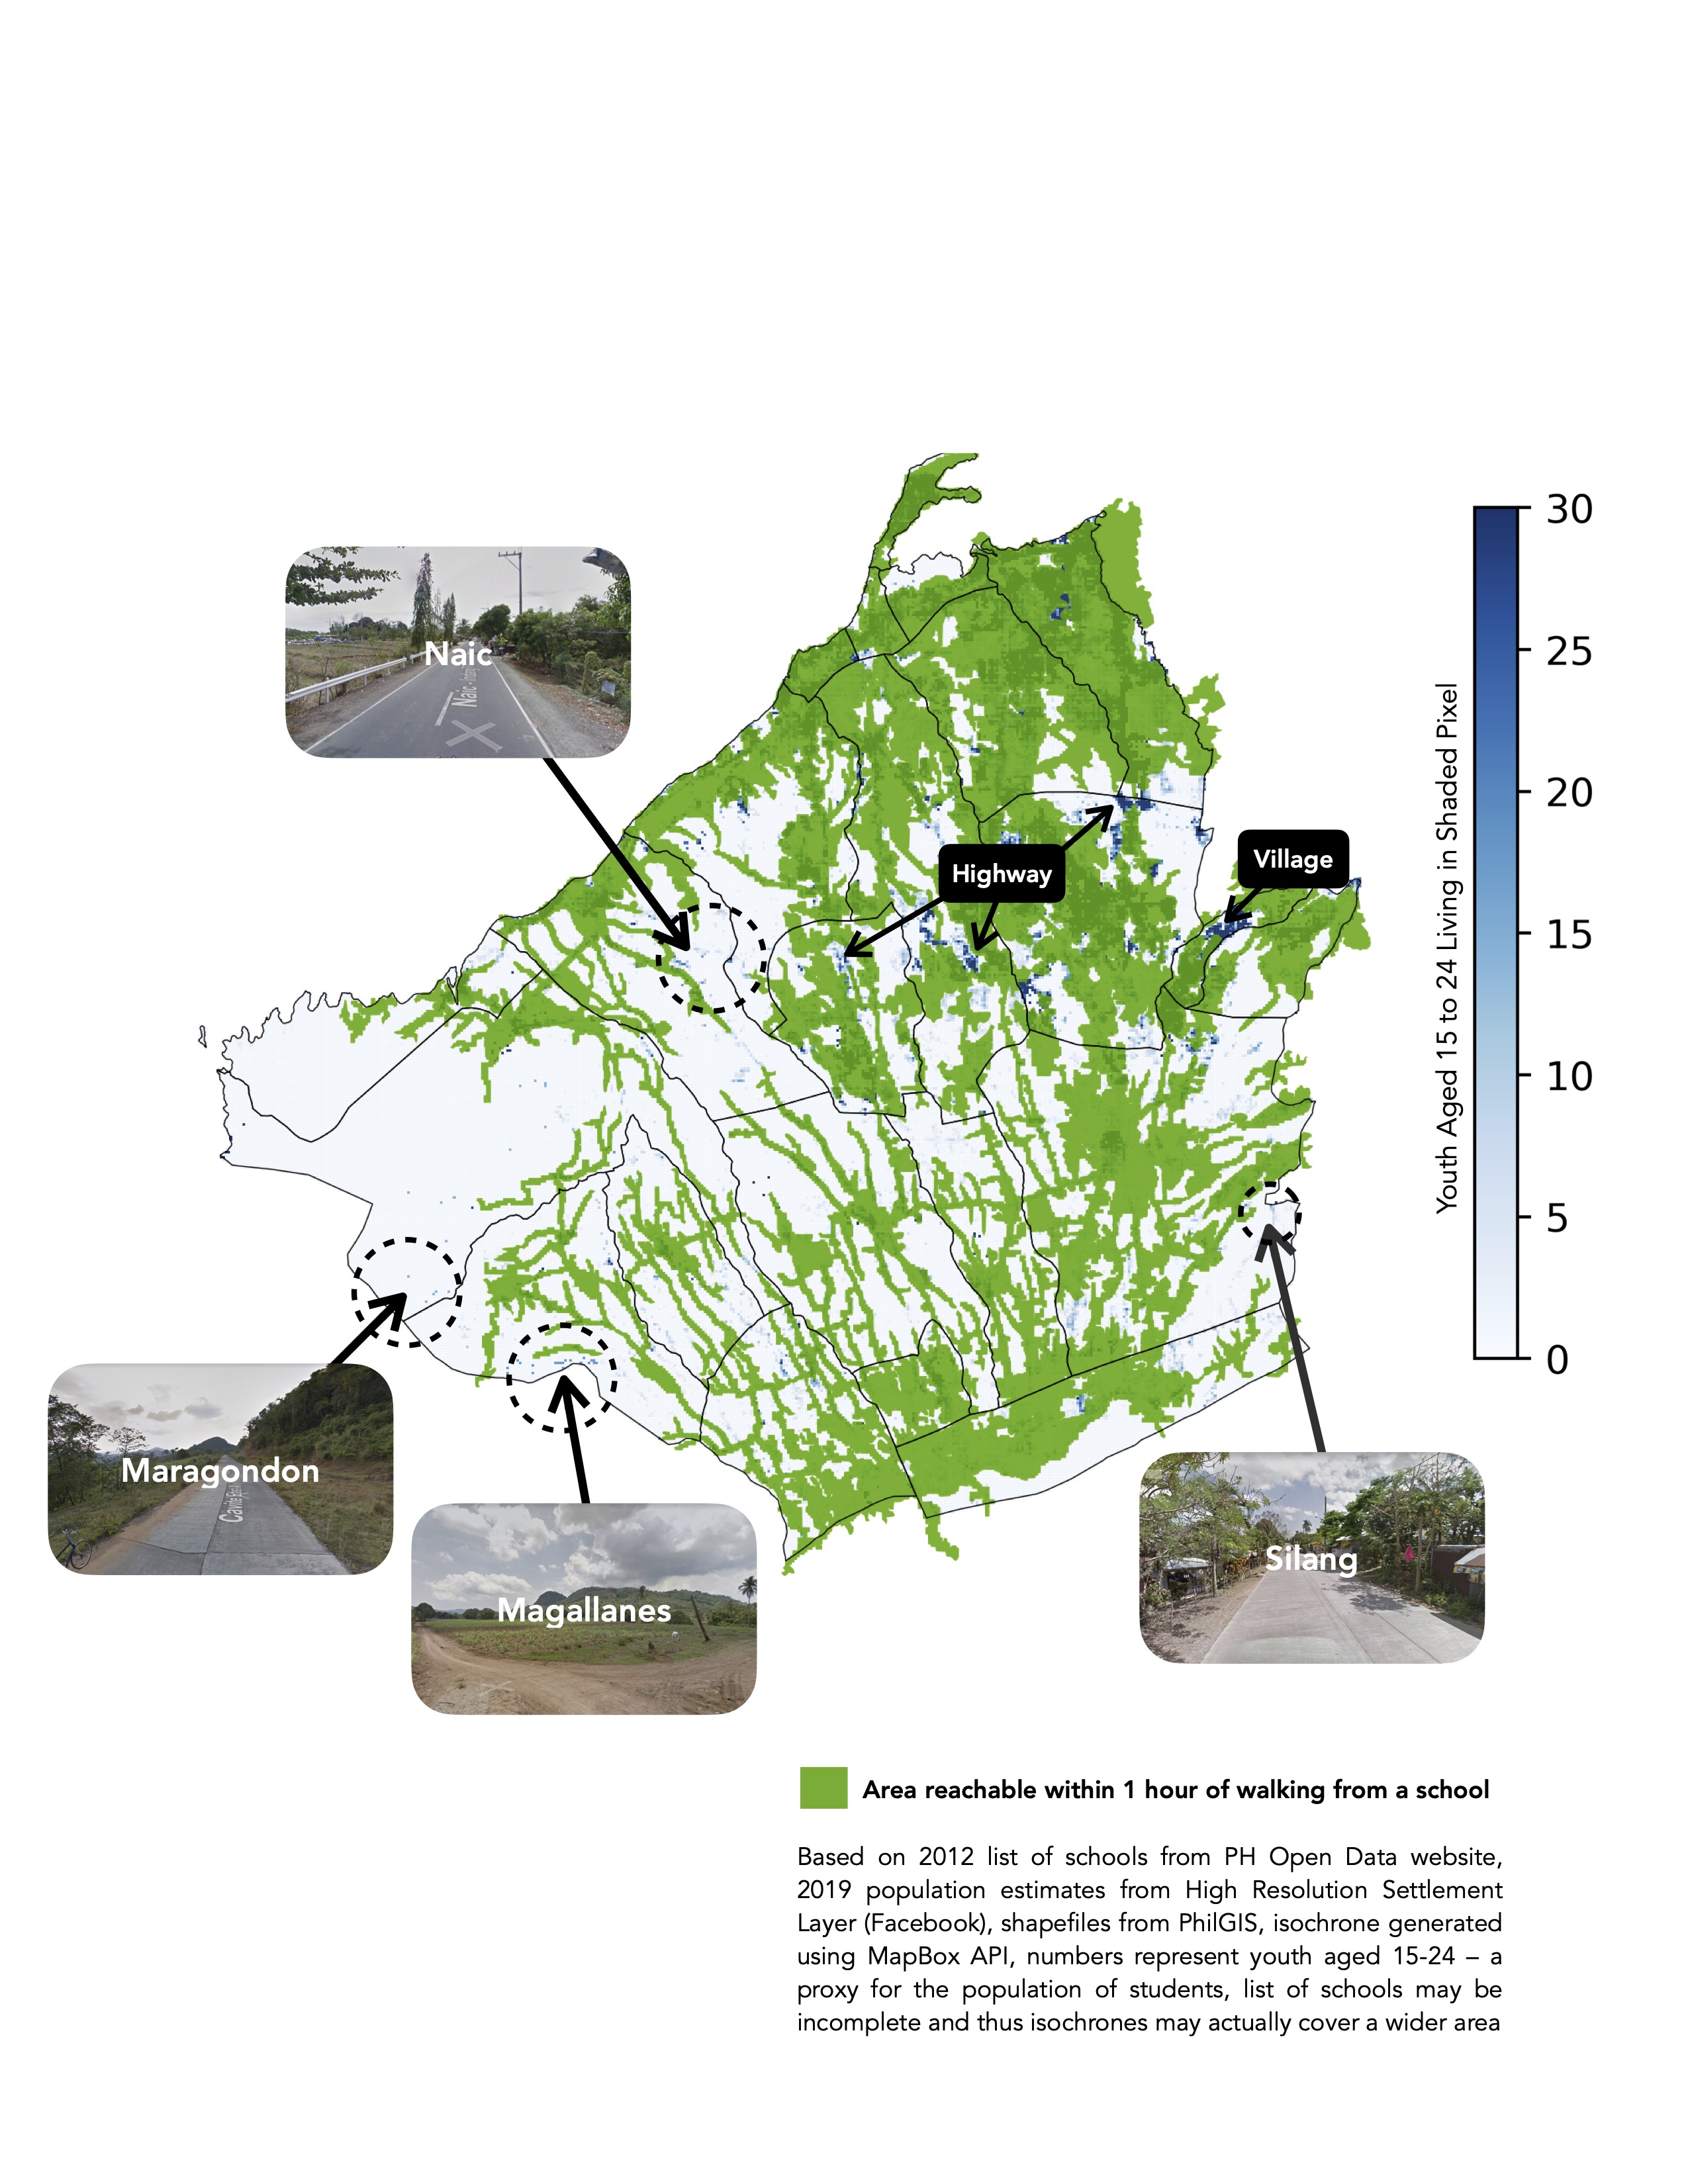 Naic
Naic
Highway
Village
Maragondon
Magallanes
Silang
30
25
20
15
10
5
0
Youth Aged 15 to 24 Living in Shaded Pixel
Area reachable within 1 hour of walking from a school
Based on 2012 list of schools from PH Open Data website,
2019 population estimates from High Resolution Settlement
Layer (Facebook), shapefiles from PhilGIS, isochrone generated
using MapBox API, numbers represent youth aged 15-24 – a
proxy for the population of students, list of schools may be
incomplete and thus isochrones may actually cover a wider area